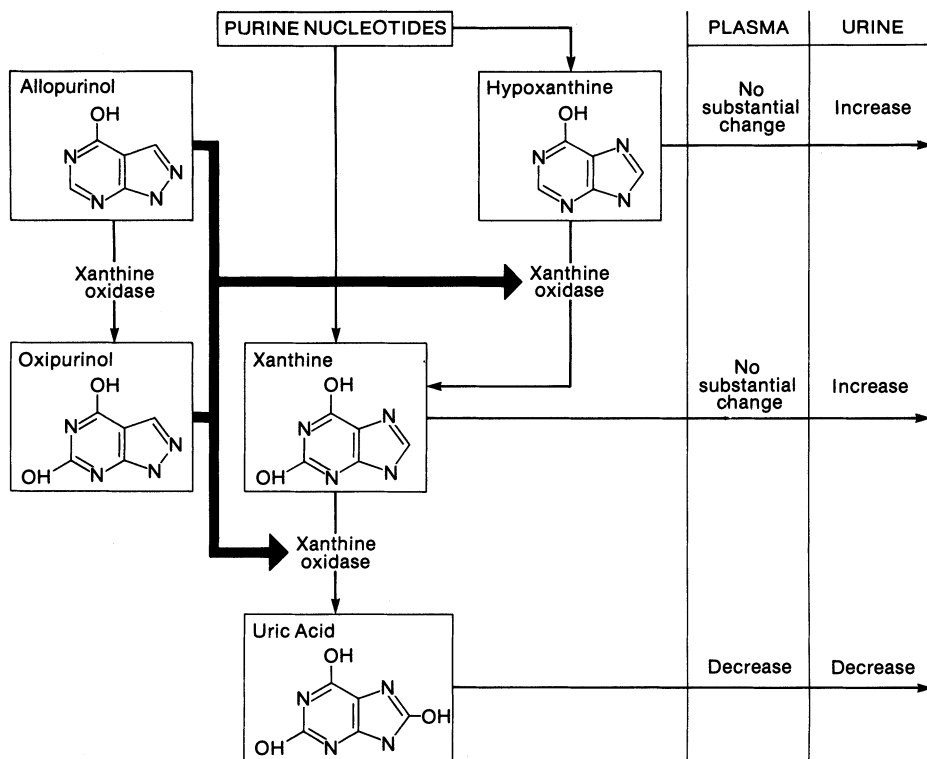 PURINE NUCLEOTIDES
PLASMA
URINE
Allopurinol
OH
N
N
N
N
Hypoxanthine
OH
N
N
N
N
No
substantial
change
Increase
Xanthine
oxidase
Xanthine
oxidase
Oxipurinol
OH
N
N
OH
N
N
Xanthine
OH
N
N
OH
N
N
No
substantial
change
Increase
Xanthine
oxidase
Uric Acid
OH
N
N
OH
OH
N
N
Decrease
Decrease